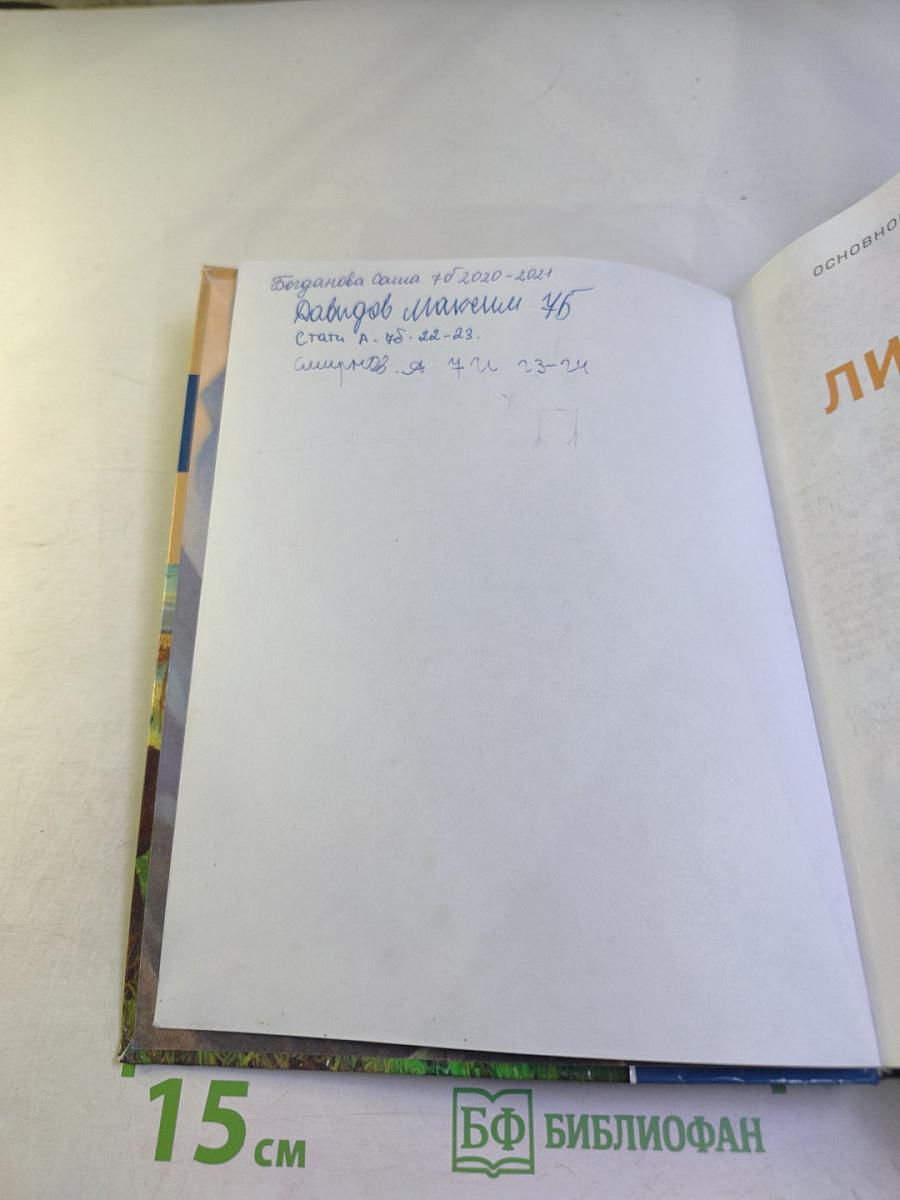 Богданова Саша 7б 2020-2021
Давидов Максим 7б
Стати А. 7б. 22-23.
Смирнов. А 7 И 23-24
ОСНОВНО
ЛИ
15 см
БФ БИБЛИОФАН